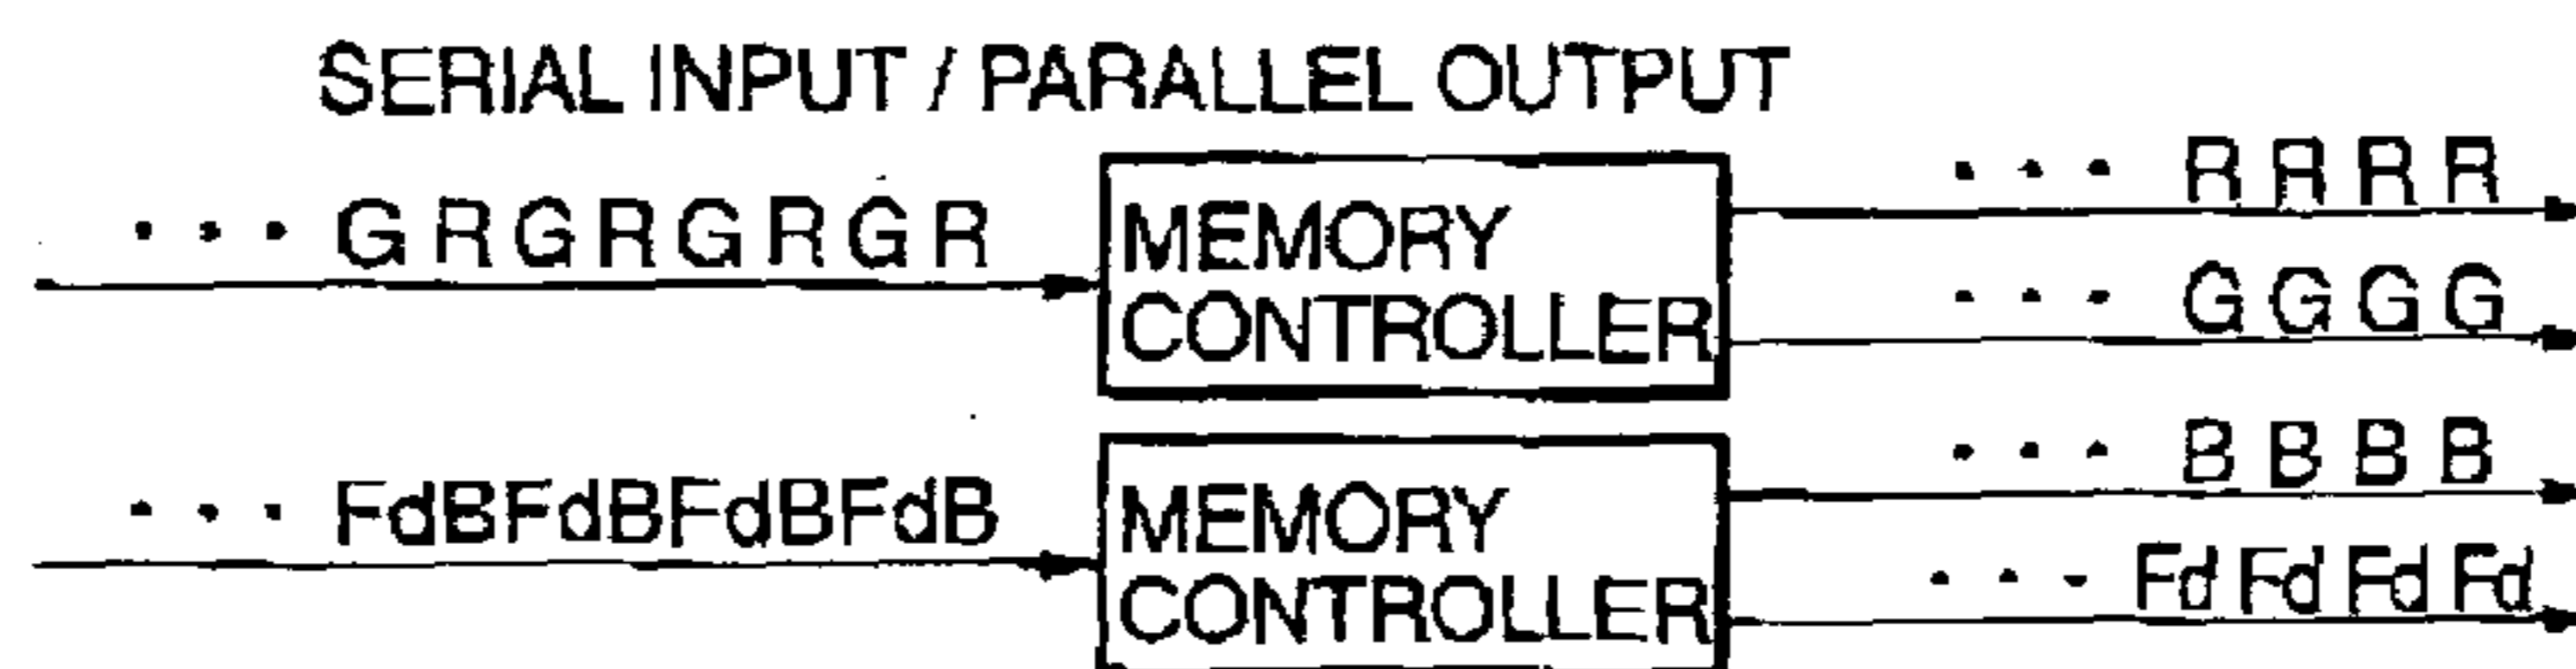 SERIAL INPUT / PARALLEL OUTPUT
· · · G R G R G R G R
MEMORY
CONTROLLER
· · · R R R R
· · · G G G G
· · · FdBFdBFdBFdB
MEMORY
CONTROLLER
· · · B B B B
· · · Fd Fd Fd Fd